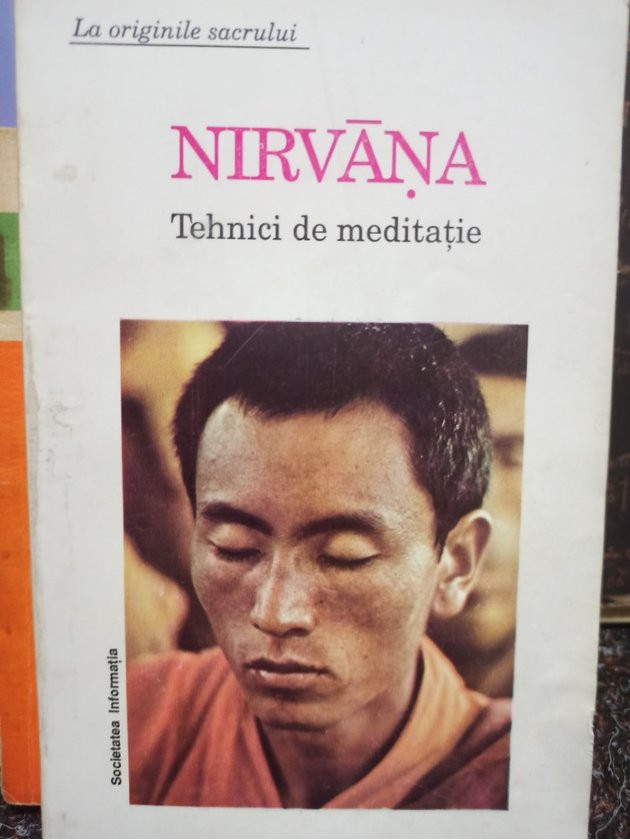 La originile sacrului
NIRVĀṆA
Tehnici de meditație
Societatea Informația